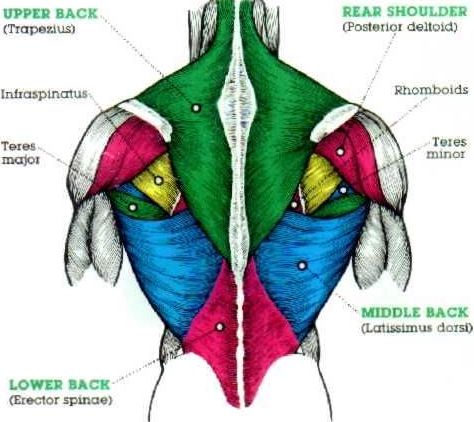 UPPER BACK
(Trapezius)
REAR SHOULDER
(Posterior deltoid)
Infraspinatus
Rhomboids
Teres
major
Teres
minor
MIDDLE BACK
(Latissimus dorsi)
LOWER BACK
(Erector spinae)